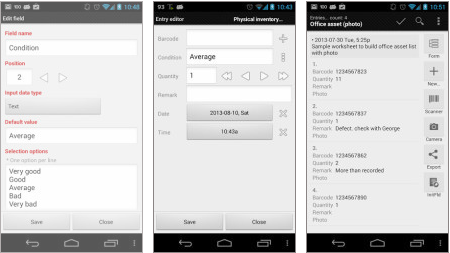 10:48
Edit field
Field name
Condition
Position
2
Input data type
Text
Default value
Average
Selection options
* One option per line
Very good
Good
Average
Bad
Very bad
Save Close
93 10:43
Entry editor Physical inventory...
Barcode
Condition Average
Quantity 1
Remark
Date 2013-08-10, Sat
Time 10:43a
Save Close
10:51
Entries, count: 4
Office asset (photo)
• 2013-07-30 Tue, 5:25p
Sample worksheet to build office asset list
with photo
1.
Barcode 1234567823
Quantity 11
Remark
Photo
2.
Barcode 1234567837
Quantity 1
Remark Defect, check with George
Photo
3.
Barcode 1234567862
Quantity 2
Remark More than recorded
Photo
4.
Barcode 1234567890
Quantity 1
Remark
Photo
Form
New...
Scanner
Camera
Export